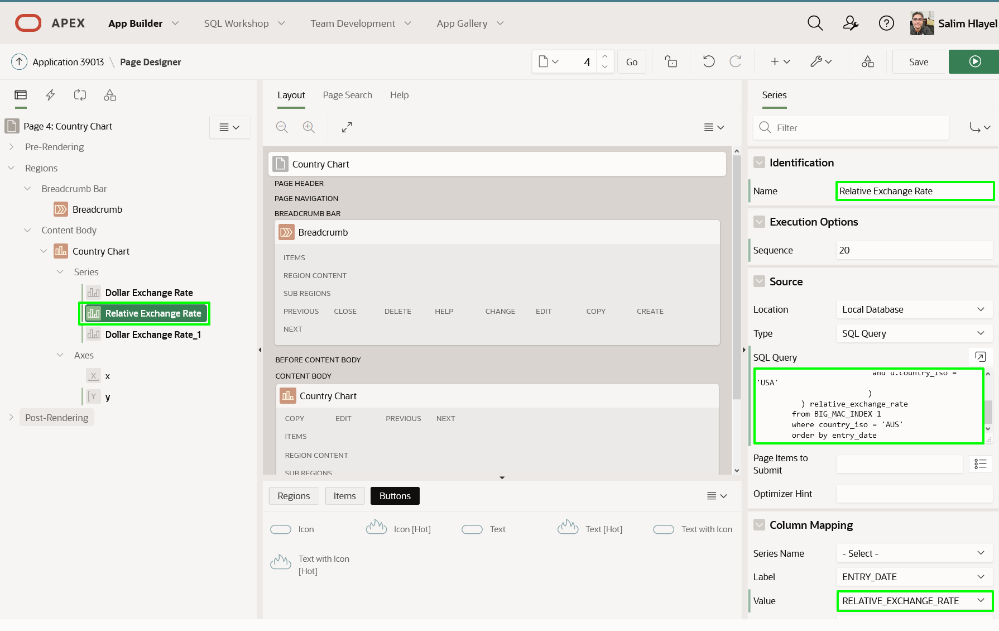 APEX App Builder SQL Workshop Team Development App Gallery Salim Hlayel
Application 39013 \ Page Designer 4 Go Save
Layout Page Search Help
Series
Page 4: Country Chart
Pre-Rendering
Regions
Breadcrumb Bar
Breadcrumb
Content Body
Country Chart
Series
Dollar Exchange Rate
Relative Exchange Rate
Dollar Exchange Rate_1
Axes
x
y
Post-Rendering
Country Chart
PAGE HEADER
PAGE NAVIGATION
BREADCRUMB BAR
Breadcrumb
ITEMS
REGION CONTENT
SUB REGIONS
PREVIOUS CLOSE DELETE HELP CHANGE EDIT COPY CREATE
NEXT
BEFORE CONTENT BODY
CONTENT BODY
Country Chart
COPY EDIT PREVIOUS NEXT
ITEMS
REGION CONTENT
SUB REGIONS
Regions Items Buttons
Icon Icon [Hot] Text Text [Hot] Text with Icon
Text with Icon
[Hot]
Filter
Identification
Name Relative Exchange Rate
Execution Options
Sequence 20
Source
Location Local Database
Type SQL Query
SQL Query
and u.country_iso =
'USA'
)
) relative_exchange_rate
from BIG_MAC_INDEX l
where country_iso = 'AUS'
order by entry_date
Page Items to
Submit
Optimizer Hint
Column Mapping
Series Name - Select -
Label ENTRY_DATE
Value RELATIVE_EXCHANGE_RATE